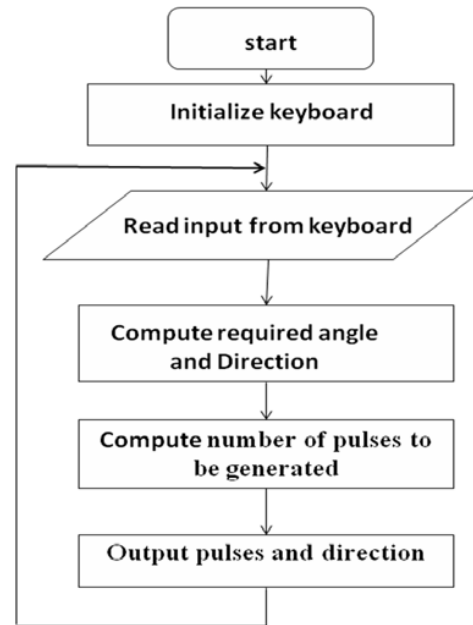 start
Initialize keyboard
Read input from keyboard
Compute required angle
and Direction
Compute number of pulses to
be generated
Output pulses and direction